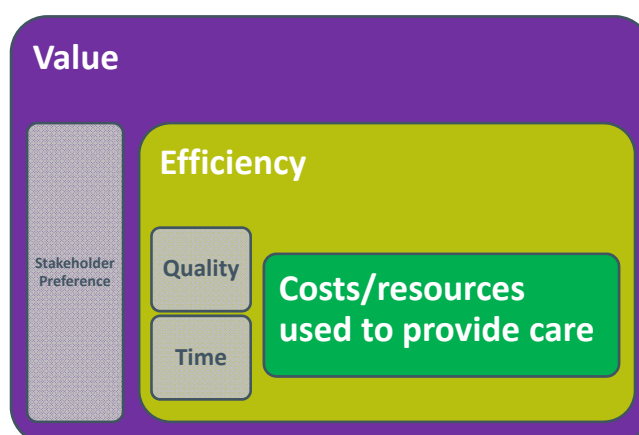 Value
Efficiency
Stakeholder
Preference
Quality
Time
Costs/resources
used to provide care